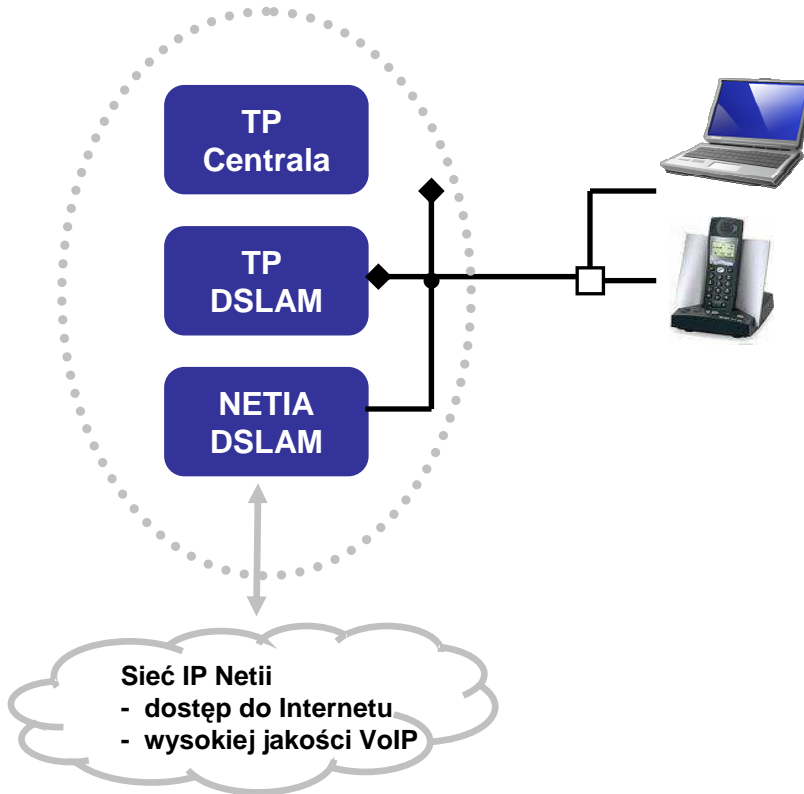 TP
Centrala
TP
DSLAM
NETIA
DSLAM
Sieć IP Netii
- dostęp do Internetu
- wysokiej jakości VoIP